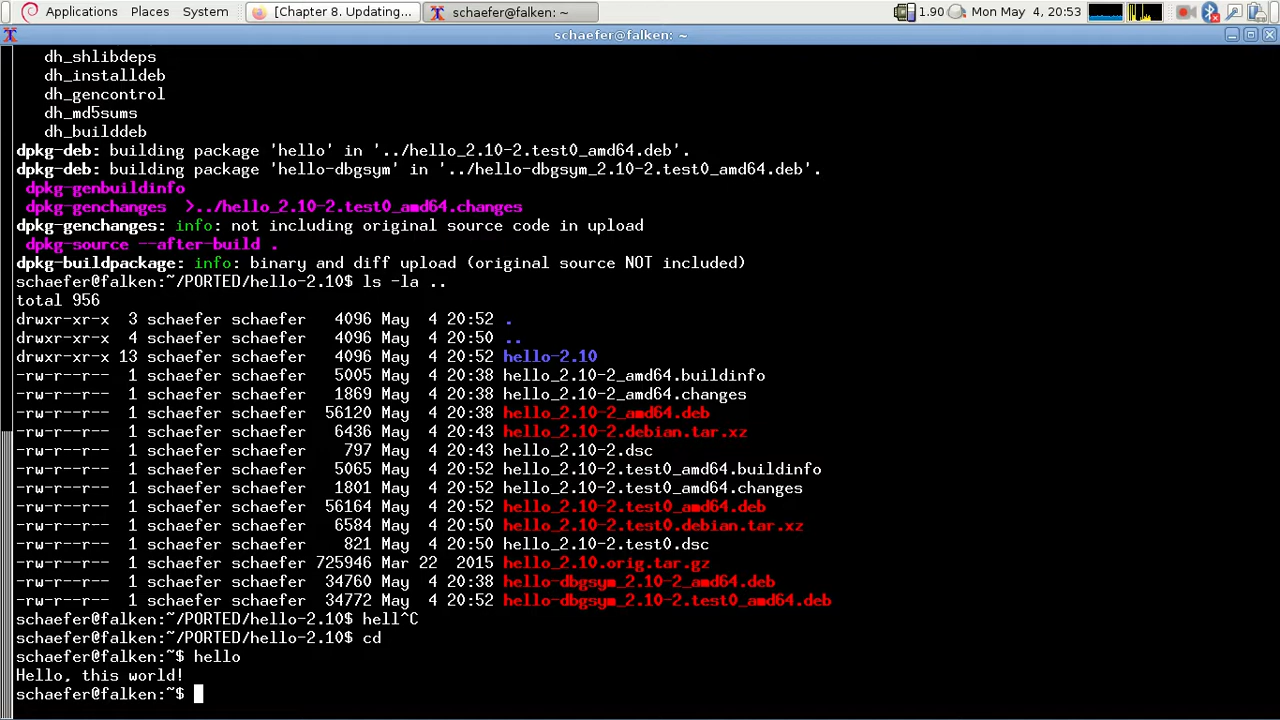 Applications Places System [Chapter 8. Updating... schaefer@falken: ~ 1.90 Mon May 4, 20:53
schaefer@falken: ~
dh_shlibdeps
dh_installdeb
dh_gencontrol
dh_md5sums
dh_builddeb
dpkg-deb: building package 'hello' in '../hello_2.10-2.test0_amd64.deb'.
dpkg-deb: building package 'hello-dbgsym' in '../hello-dbgsym_2.10-2.test0_amd64.deb'.
dpkg-genbuildinfo
dpkg-genchanges >../hello_2.10-2.test0_amd64.changes
dpkg-genchanges: info: not including original source code in upload
dpkg-source --after-build .
dpkg-buildpackage: info: binary and diff upload (original source NOT included)
schaefer@falken:~/PORTED/hello-2.10$ ls -la ..
total 956
drwxr-xr-x 3 schaefer schaefer 4096 May 4 20:52 .
drwxr-xr-x 4 schaefer schaefer 4096 May 4 20:50 ..
drwxr-xr-x 13 schaefer schaefer 4096 May 4 20:52 hello-2.10
-rw-r--r-- 1 schaefer schaefer 5005 May 4 20:38 hello_2.10-2_amd64.buildinfo
-rw-r--r-- 1 schaefer schaefer 1869 May 4 20:38 hello_2.10-2_amd64.changes
-rw-r--r-- 1 schaefer schaefer 56120 May 4 20:38 hello_2.10-2_amd64.deb
-rw-r--r-- 1 schaefer schaefer 6436 May 4 20:43 hello_2.10-2.debian.tar.xz
-rw-r--r-- 1 schaefer schaefer 797 May 4 20:43 hello_2.10-2.dsc
-rw-r--r-- 1 schaefer schaefer 5065 May 4 20:52 hello_2.10-2.test0_amd64.buildinfo
-rw-r--r-- 1 schaefer schaefer 1801 May 4 20:52 hello_2.10-2.test0_amd64.changes
-rw-r--r-- 1 schaefer schaefer 56164 May 4 20:52 hello_2.10-2.test0_amd64.deb
-rw-r--r-- 1 schaefer schaefer 6584 May 4 20:50 hello_2.10-2.test0.debian.tar.xz
-rw-r--r-- 1 schaefer schaefer 821 May 4 20:50 hello_2.10-2.test0.dsc
-rw-r--r-- 1 schaefer schaefer 725946 Mar 22 2015 hello_2.10.orig.tar.gz
-rw-r--r-- 1 schaefer schaefer 34760 May 4 20:38 hello-dbgsym_2.10-2_amd64.deb
-rw-r--r-- 1 schaefer schaefer 34772 May 4 20:52 hello-dbgsym_2.10-2.test0_amd64.deb
schaefer@falken:~/PORTED/hello-2.10$ hell^C
schaefer@falken:~/PORTED/hello-2.10$ cd
schaefer@falken:~$ hello
Hello, this world!
schaefer@falken:~$